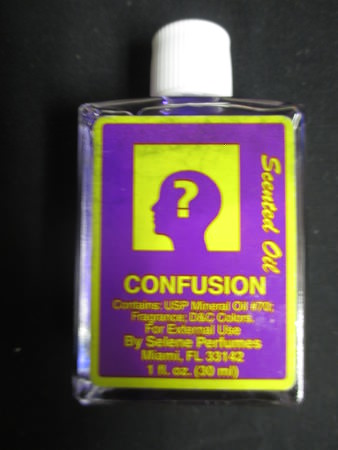 ?
Scented Oil
CONFUSION
Contains: USP Mineral Oil #70;
Fragrance; D&C Colors.
For External Use
By Selene Perfumes
Miami, FL 33142
1 fl. oz. (30 ml)